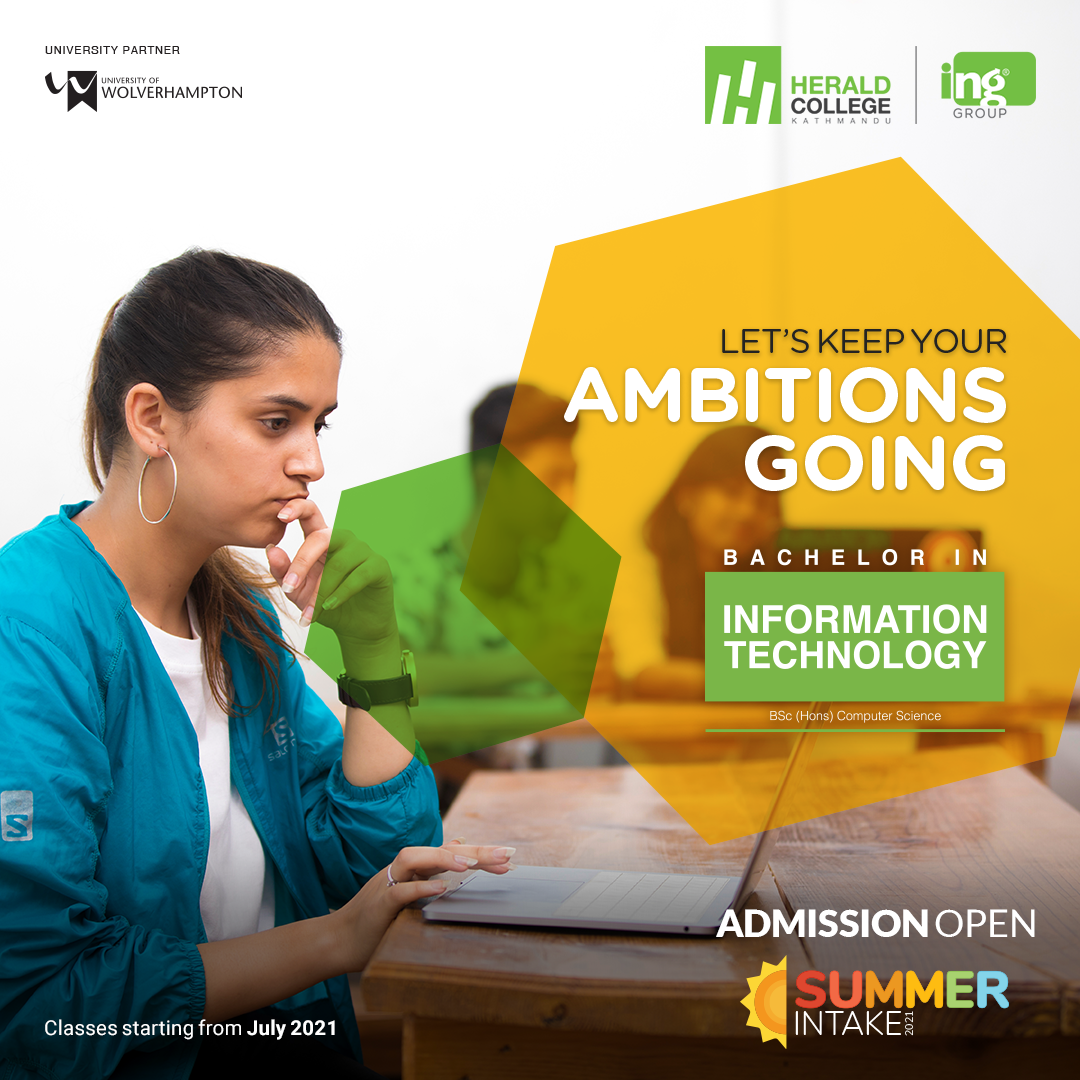 UNIVERSITY PARTNER
UNIVERSITY OF
WOLVERHAMPTON
HERALD
COLLEGE
KATHMANDU
ing®
GROUP
LET'S KEEP YOUR
AMBITIONS
GOING
BACHELOR IN
INFORMATION
TECHNOLOGY
BSc (Hons) Computer Science
S
ADMISSION OPEN
SUMMER
INTAKE 2021
Classes starting from July 2021